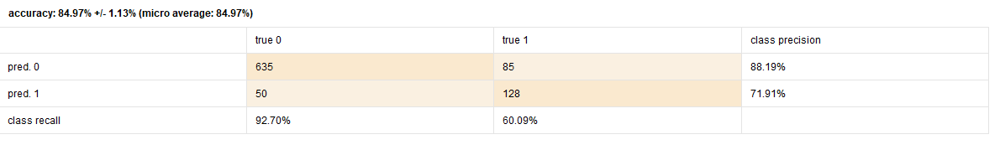 accuracy: 84.97% +/- 1.13% (micro average: 84.97%)
true 0 true 1 class precision
pred. 0 635 85 88.19%
pred. 1 50 128 71.91%
class recall 92.70% 60.09%